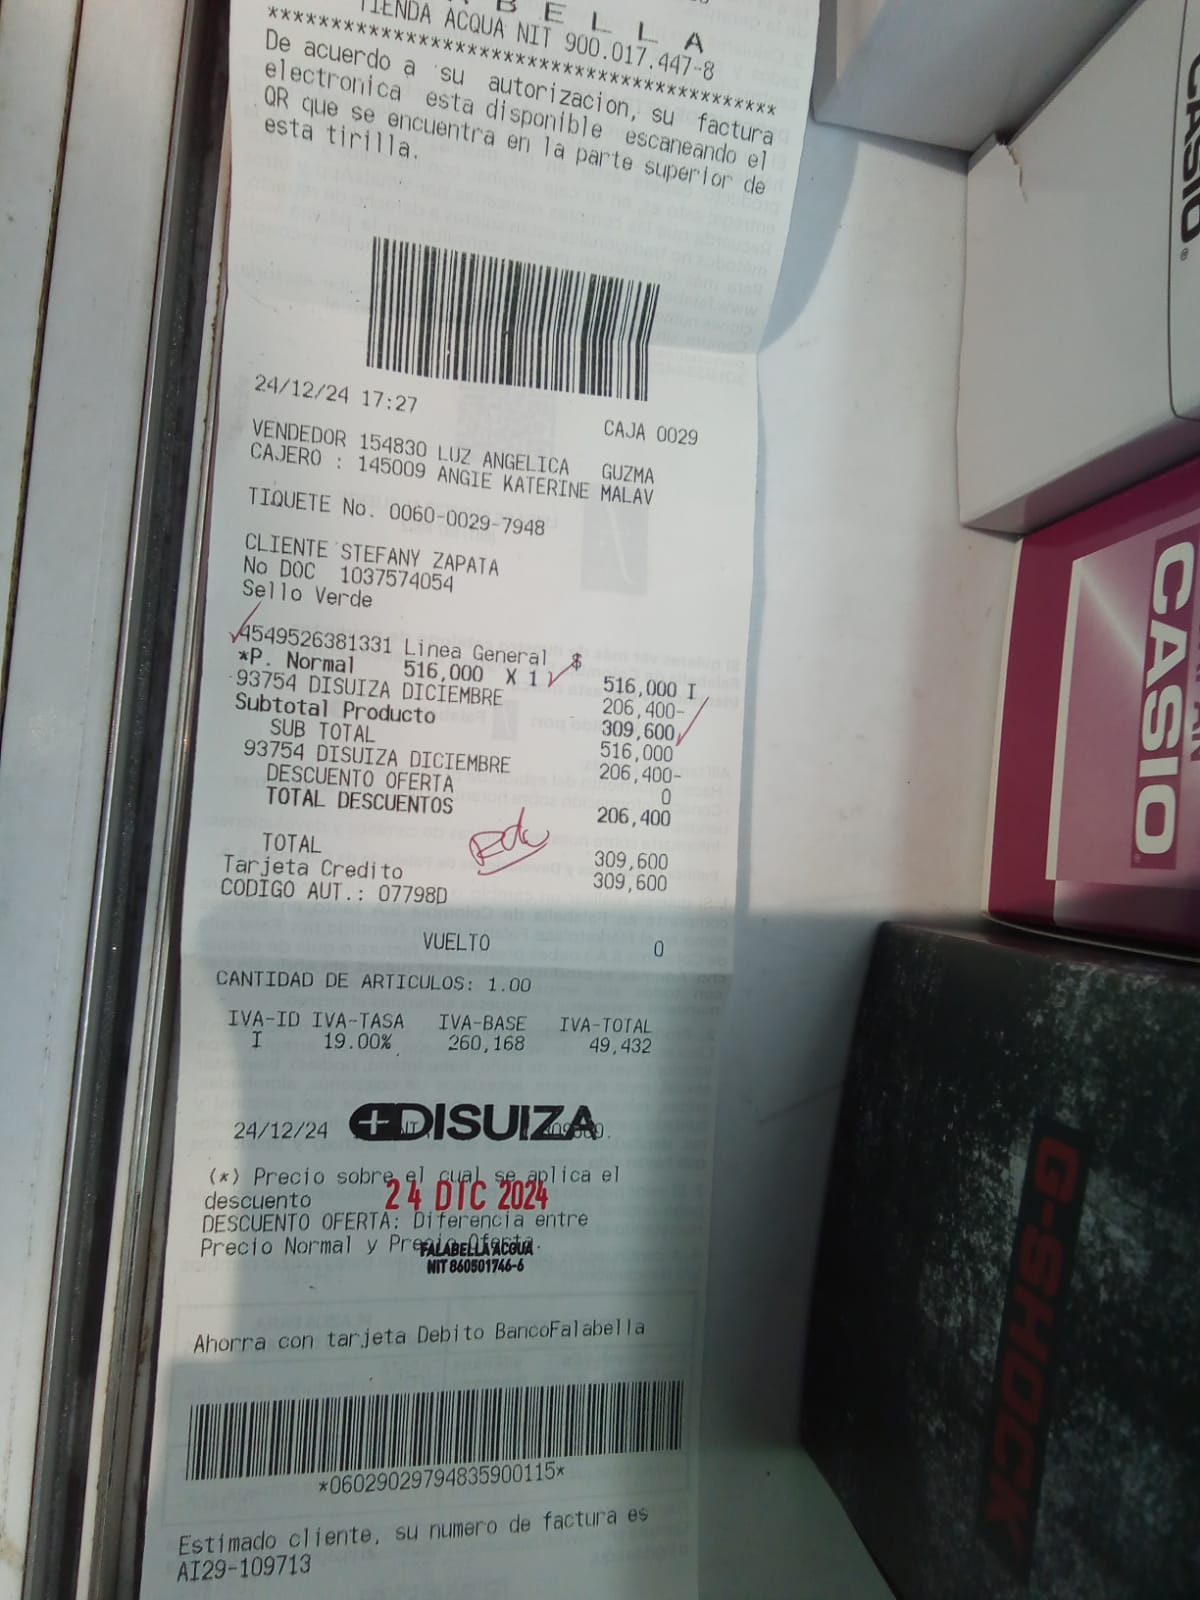 B E L L A
TIENDA ACQUA NIT 900.017.447-8
****************************************
De acuerdo a su autorizacion, su factura
electronica esta disponible escaneando el
QR que se encuentra en la parte superior de
esta tirilla.
24/12/24 17:27 CAJA 0029
VENDEDOR 154830 LUZ ANGELICA GUZMA
CAJERO : 145009 ANGIE KATERINE MALAV
TIQUETE No. 0060-0029-7948
CLIENTE STEFANY ZAPATA
No DOC 1037574054
Sello Verde
4549526381331 Linea General $ 516,000 I
*P. Normal 516,000 X 1
93754 DISUIZA DICIEMBRE 206,400-
Subtotal Producto 309,600
SUB TOTAL 516,000
93754 DISUIZA DICIEMBRE 206,400-
DESCUENTO OFERTA 0
TOTAL DESCUENTOS 206,400
TOTAL 309,600
Tarjeta Credito 309,600
CODIGO AUT.: 07798D
VUELTO 0
CANTIDAD DE ARTICULOS: 1.00
IVA-ID IVA-TASA IVA-BASE IVA-TOTAL
I 19.00% 260,168 49,432
24/12/24 DISUIZA
(*) Precio sobre el cual se aplica el
descuento 24 DIC 2024
DESCUENTO OFERTA: Diferencia entre
Precio Normal y Precio Oferta.
FALABELLA ACQUA
NIT 860501746-6
Ahorra con tarjeta Debito BancoFalabella
*06029029794835900115*
Estimado cliente, su numero de factura es
AI29-109713
CASIO
CASIO
G-SHOCK